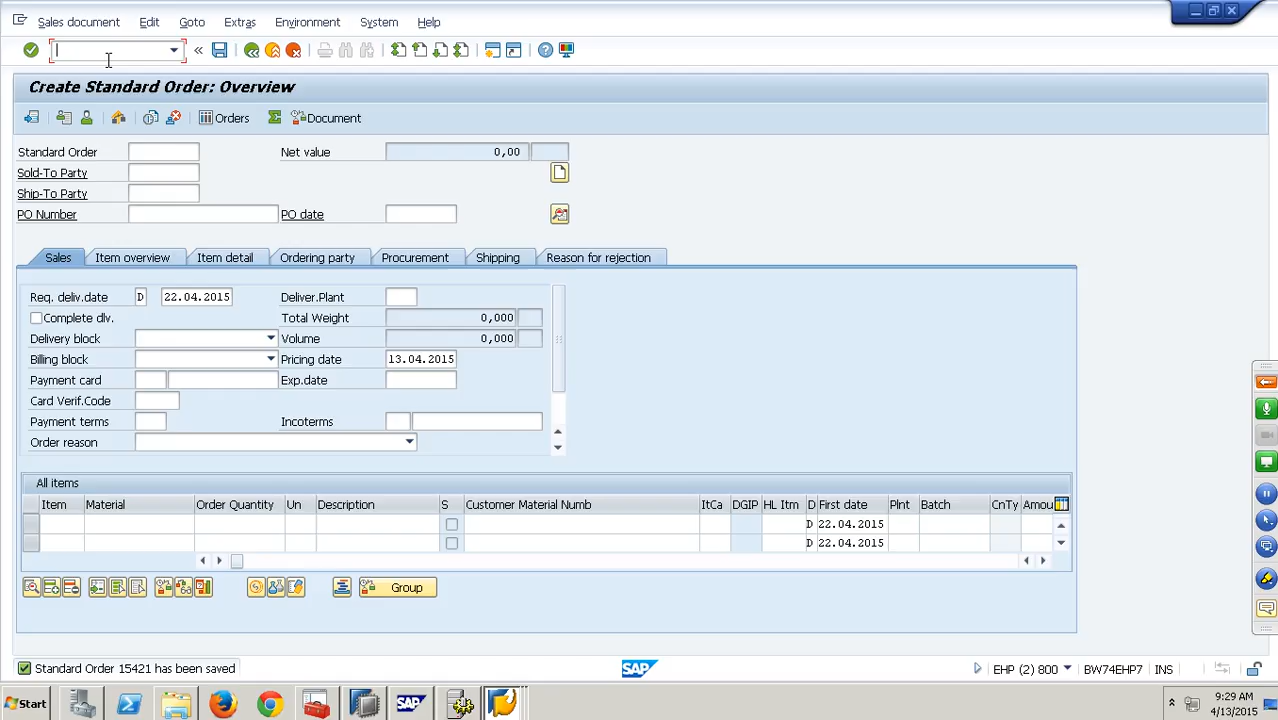 Sales document Edit Goto Extras Environment System Help
Create Standard Order: Overview
Orders Document
Standard Order Net value 0,00
Sold-To Party
Ship-To Party
PO Number PO date
Sales Item overview Item detail Ordering party Procurement Shipping Reason for rejection
Req. deliv.date D 22.04.2015 Deliver.Plant
Complete dlv. Total Weight 0,000
Delivery block Volume 0,000
Billing block Pricing date 13.04.2015
Payment card Exp.date
Card Verif.Code
Payment terms Incoterms
Order reason
All items
Item Material Order Quantity Un Description S Customer Material Numb ItCa DGIP HL Itm D First date Plnt Batch CnTy Amou
D 22.04.2015
D 22.04.2015
Group
Standard Order 15421 has been saved SAP EHP (2) 800 BW74EHP7 INS
Start SAP 9:29 AM
4/13/2015